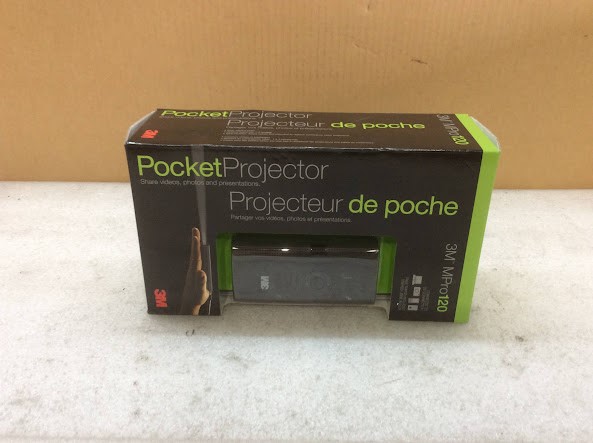 PocketProjector
Projecteur de poche
3M
3M MPro120
PocketProjector
Share videos, photos and presentations.
Projecteur de poche
Partager vos vidéos, photos et présentations.
3M™ MPro120
3M
3M